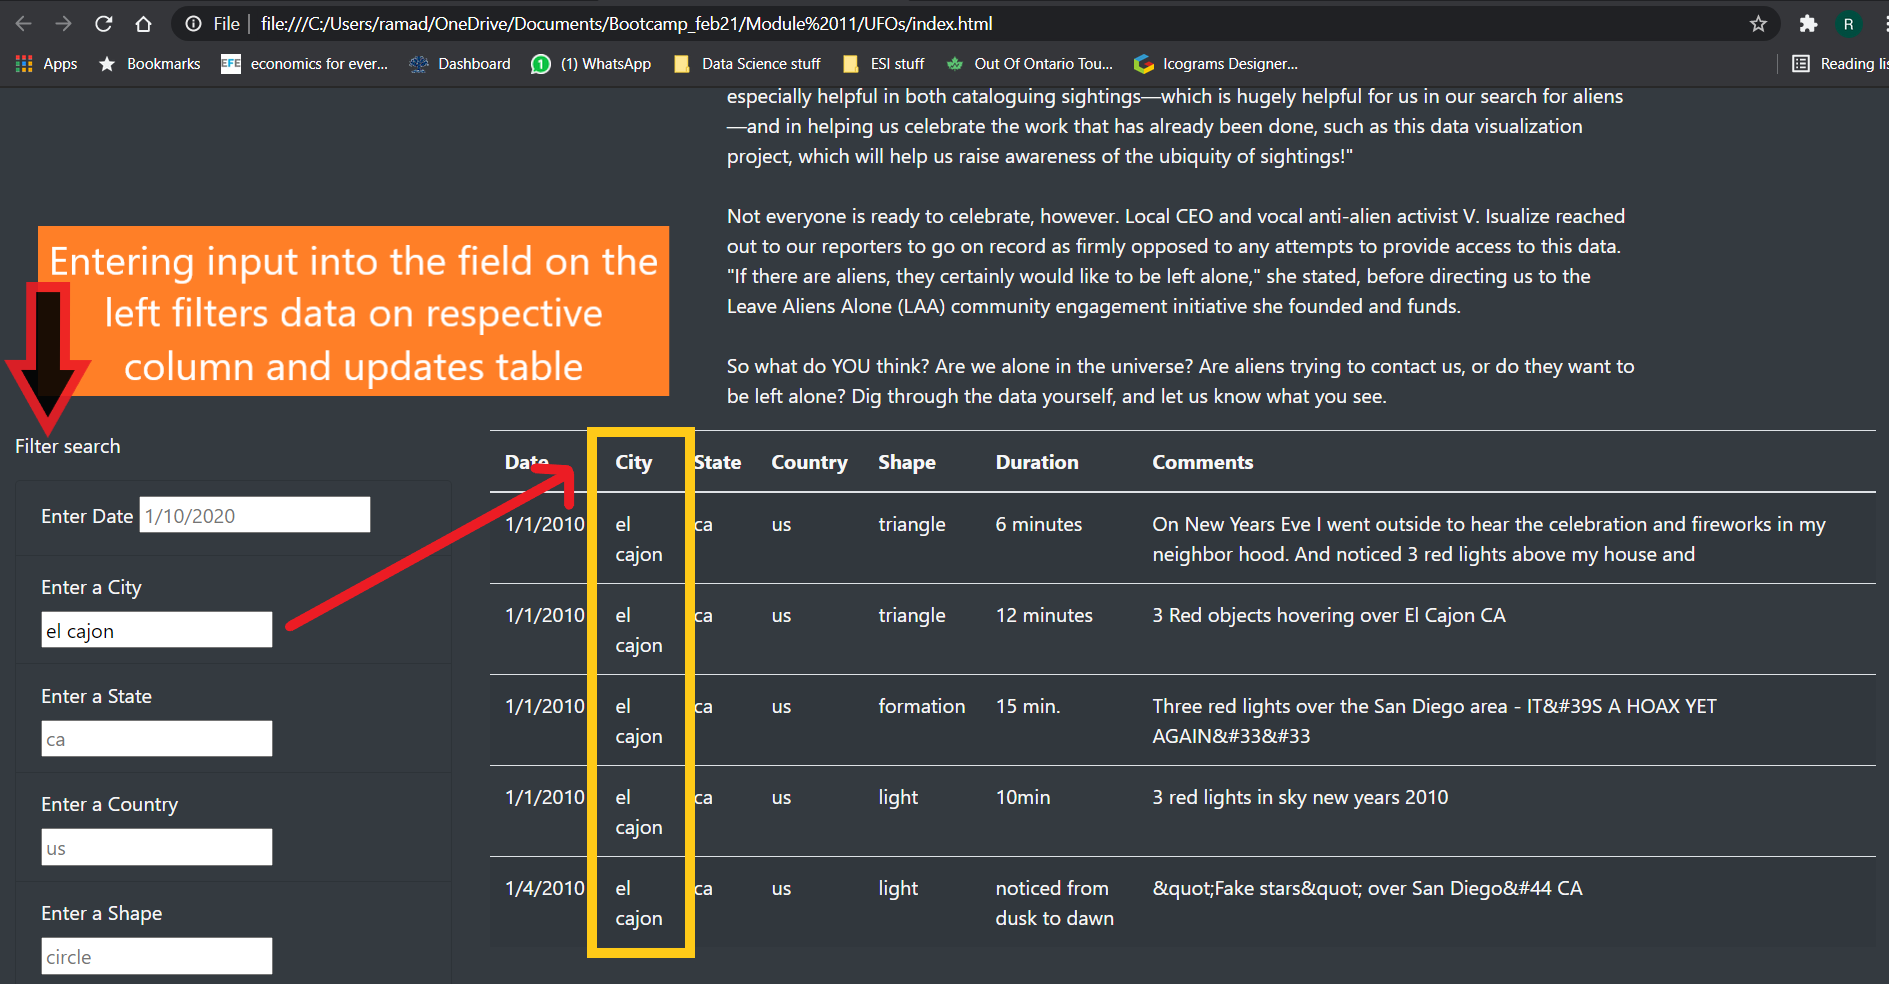 File file:///C:/Users/ramad/OneDrive/Documents/Bootcamp_feb21/Module%2011/UFOs/index.html R
Apps Bookmarks EFE economics for ever... Dashboard 1 (1) WhatsApp Data Science stuff ESI stuff Out Of Ontario Tou... Icograms Designer... Reading lis
especially helpful in both cataloguing sightings—which is hugely helpful for us in our search for aliens
—and in helping us celebrate the work that has already been done, such as this data visualization
project, which will help us raise awareness of the ubiquity of sightings!"
Not everyone is ready to celebrate, however. Local CEO and vocal anti-alien activist V. Isualize reached
out to our reporters to go on record as firmly opposed to any attempts to provide access to this data.
"If there are aliens, they certainly would like to be left alone," she stated, before directing us to the
Leave Aliens Alone (LAA) community engagement initiative she founded and funds.
So what do YOU think? Are we alone in the universe? Are aliens trying to contact us, or do they want to
be left alone? Dig through the data yourself, and let us know what you see.
Entering input into the field on the
left filters data on respective
column and updates table
Filter search
Enter Date 1/10/2020
Enter a City
el cajon
Enter a State
ca
Enter a Country
us
Enter a Shape
circle
Date City State Country Shape Duration Comments
1/1/2010 el ca us triangle 6 minutes On New Years Eve I went outside to hear the celebration and fireworks in my
cajon neighbor hood. And noticed 3 red lights above my house and
1/1/2010 el ca us triangle 12 minutes 3 Red objects hovering over El Cajon CA
cajon
1/1/2010 el ca us formation 15 min. Three red lights over the San Diego area - IT&#39S A HOAX YET
cajon AGAIN&#33&#33
1/1/2010 el ca us light 10min 3 red lights in sky new years 2010
cajon
1/4/2010 el ca us light noticed from &quot;Fake stars&quot; over San Diego&#44 CA
cajon dusk to dawn